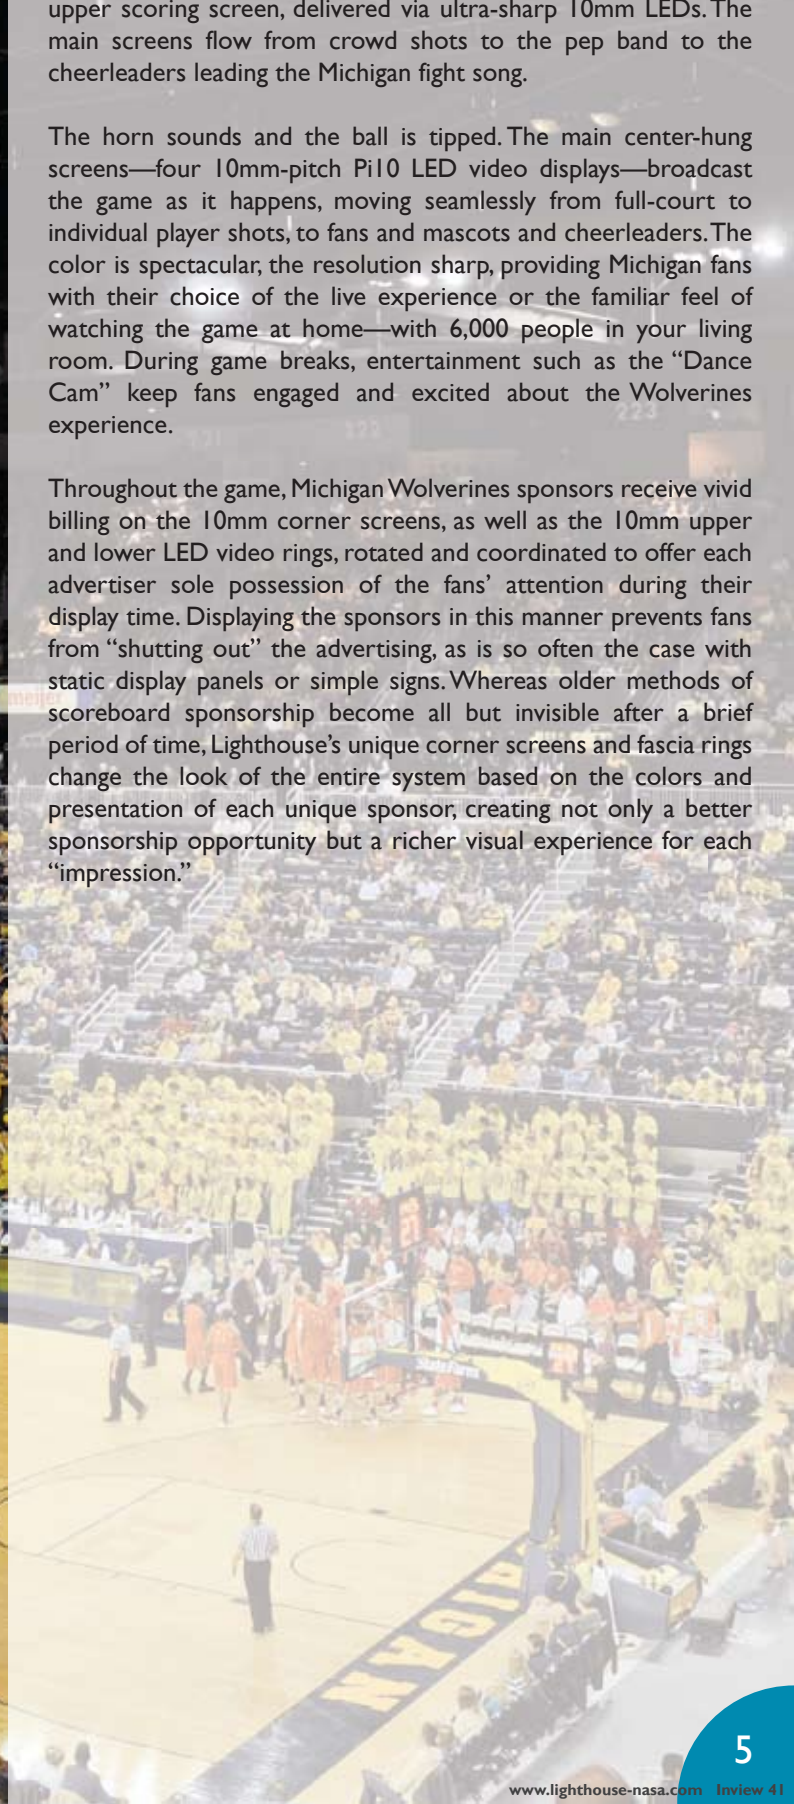 upper scoring screen, delivered via ultra-sharp 10mm LEDs. The
main screens flow from crowd shots to the pep band to the
cheerleaders leading the Michigan fight song.
The horn sounds and the ball is tipped. The main center-hung
screens—four 10mm-pitch Pi10 LED video displays—broadcast
the game as it happens, moving seamlessly from full-court to
individual player shots, to fans and mascots and cheerleaders. The
color is spectacular, the resolution sharp, providing Michigan fans
with their choice of the live experience or the familiar feel of
watching the game at home—with 6,000 people in your living
room. During game breaks, entertainment such as the “Dance
Cam” keep fans engaged and excited about the Wolverines
experience.
223
222
221
Throughout the game, Michigan Wolverines sponsors receive vivid
billing on the 10mm corner screens, as well as the 10mm upper
and lower LED video rings, rotated and coordinated to offer each
advertiser sole possession of the fans’ attention during their
display time. Displaying the sponsors in this manner prevents fans
from “shutting out” the advertising, as is so often the case with
static display panels or simple signs. Whereas older methods of
meijer
scoreboard sponsorship become all but invisible after a brief
period of time, Lighthouse’s unique corner screens and fascia rings
change the look of the entire system based on the colors and
presentation of each unique sponsor, creating not only a better
sponsorship opportunity but a richer visual experience for each
“impression.”
State Farm
IGAN
5
www.lighthouse-nasa.com Inview 41